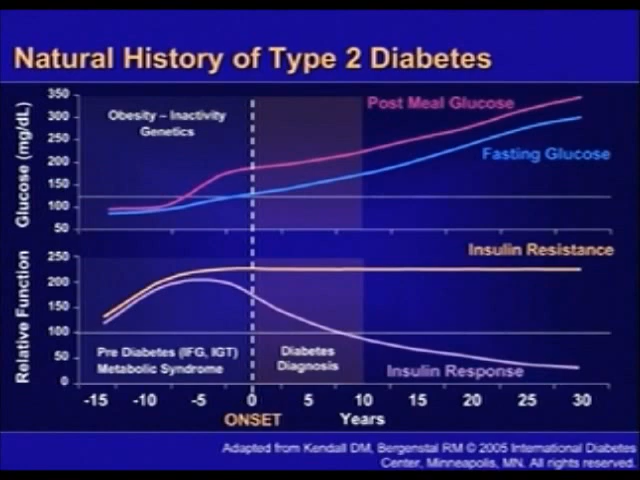 Natural History of Type 2 Diabetes
Glucose (mg/dL)
350
300
250
200
150
100
50
Obesity – Inactivity
Genetics
Post Meal Glucose
Fasting Glucose
Relative Function
250
200
150
100
50
0
Insulin Resistance
Pre Diabetes (IFG, IGT)
Metabolic Syndrome
Diabetes
Diagnosis
Insulin Response
-15 -10 -5 0 5 10 15 20 25 30
ONSET Years
Adapted from Kendall DM, Bergenstal RM © 2005 International Diabetes
Center, Minneapolis, MN. All rights reserved.